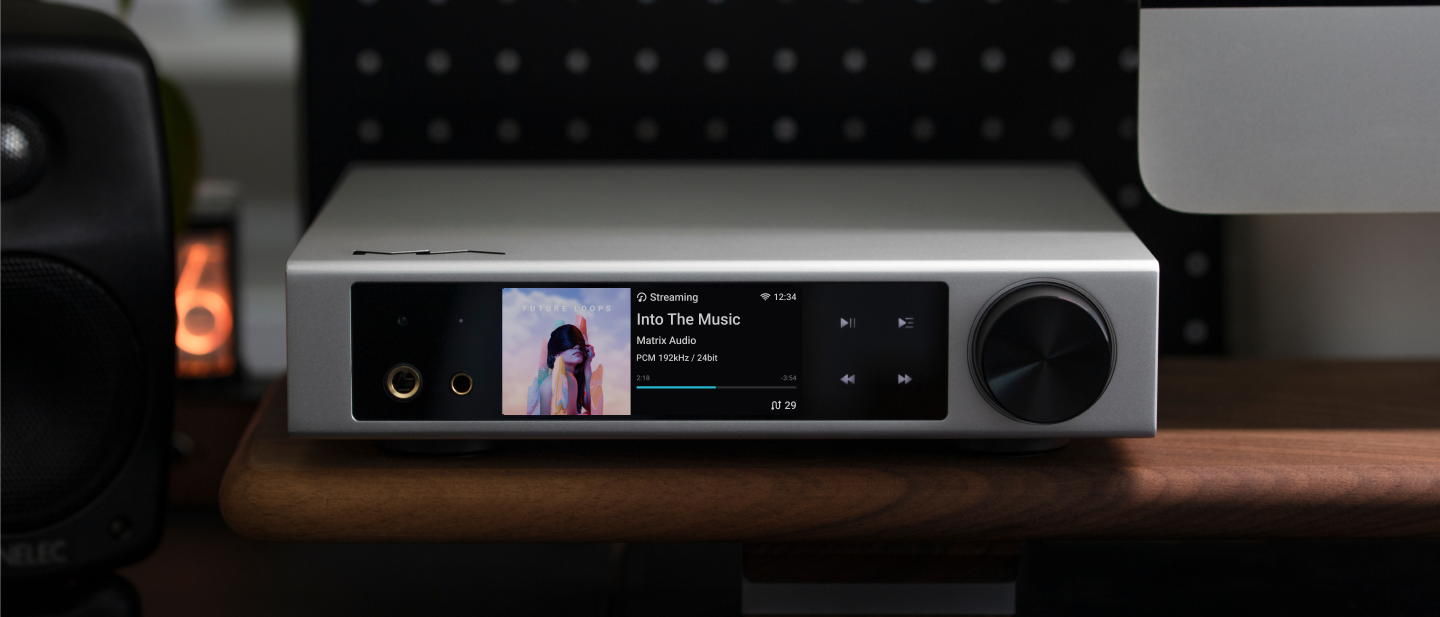 6
FUTURE LOOPS
Streaming
12:34
Into The Music
Matrix Audio
PCM 192kHz / 24bit
2:18
-3:54
29
NELEC